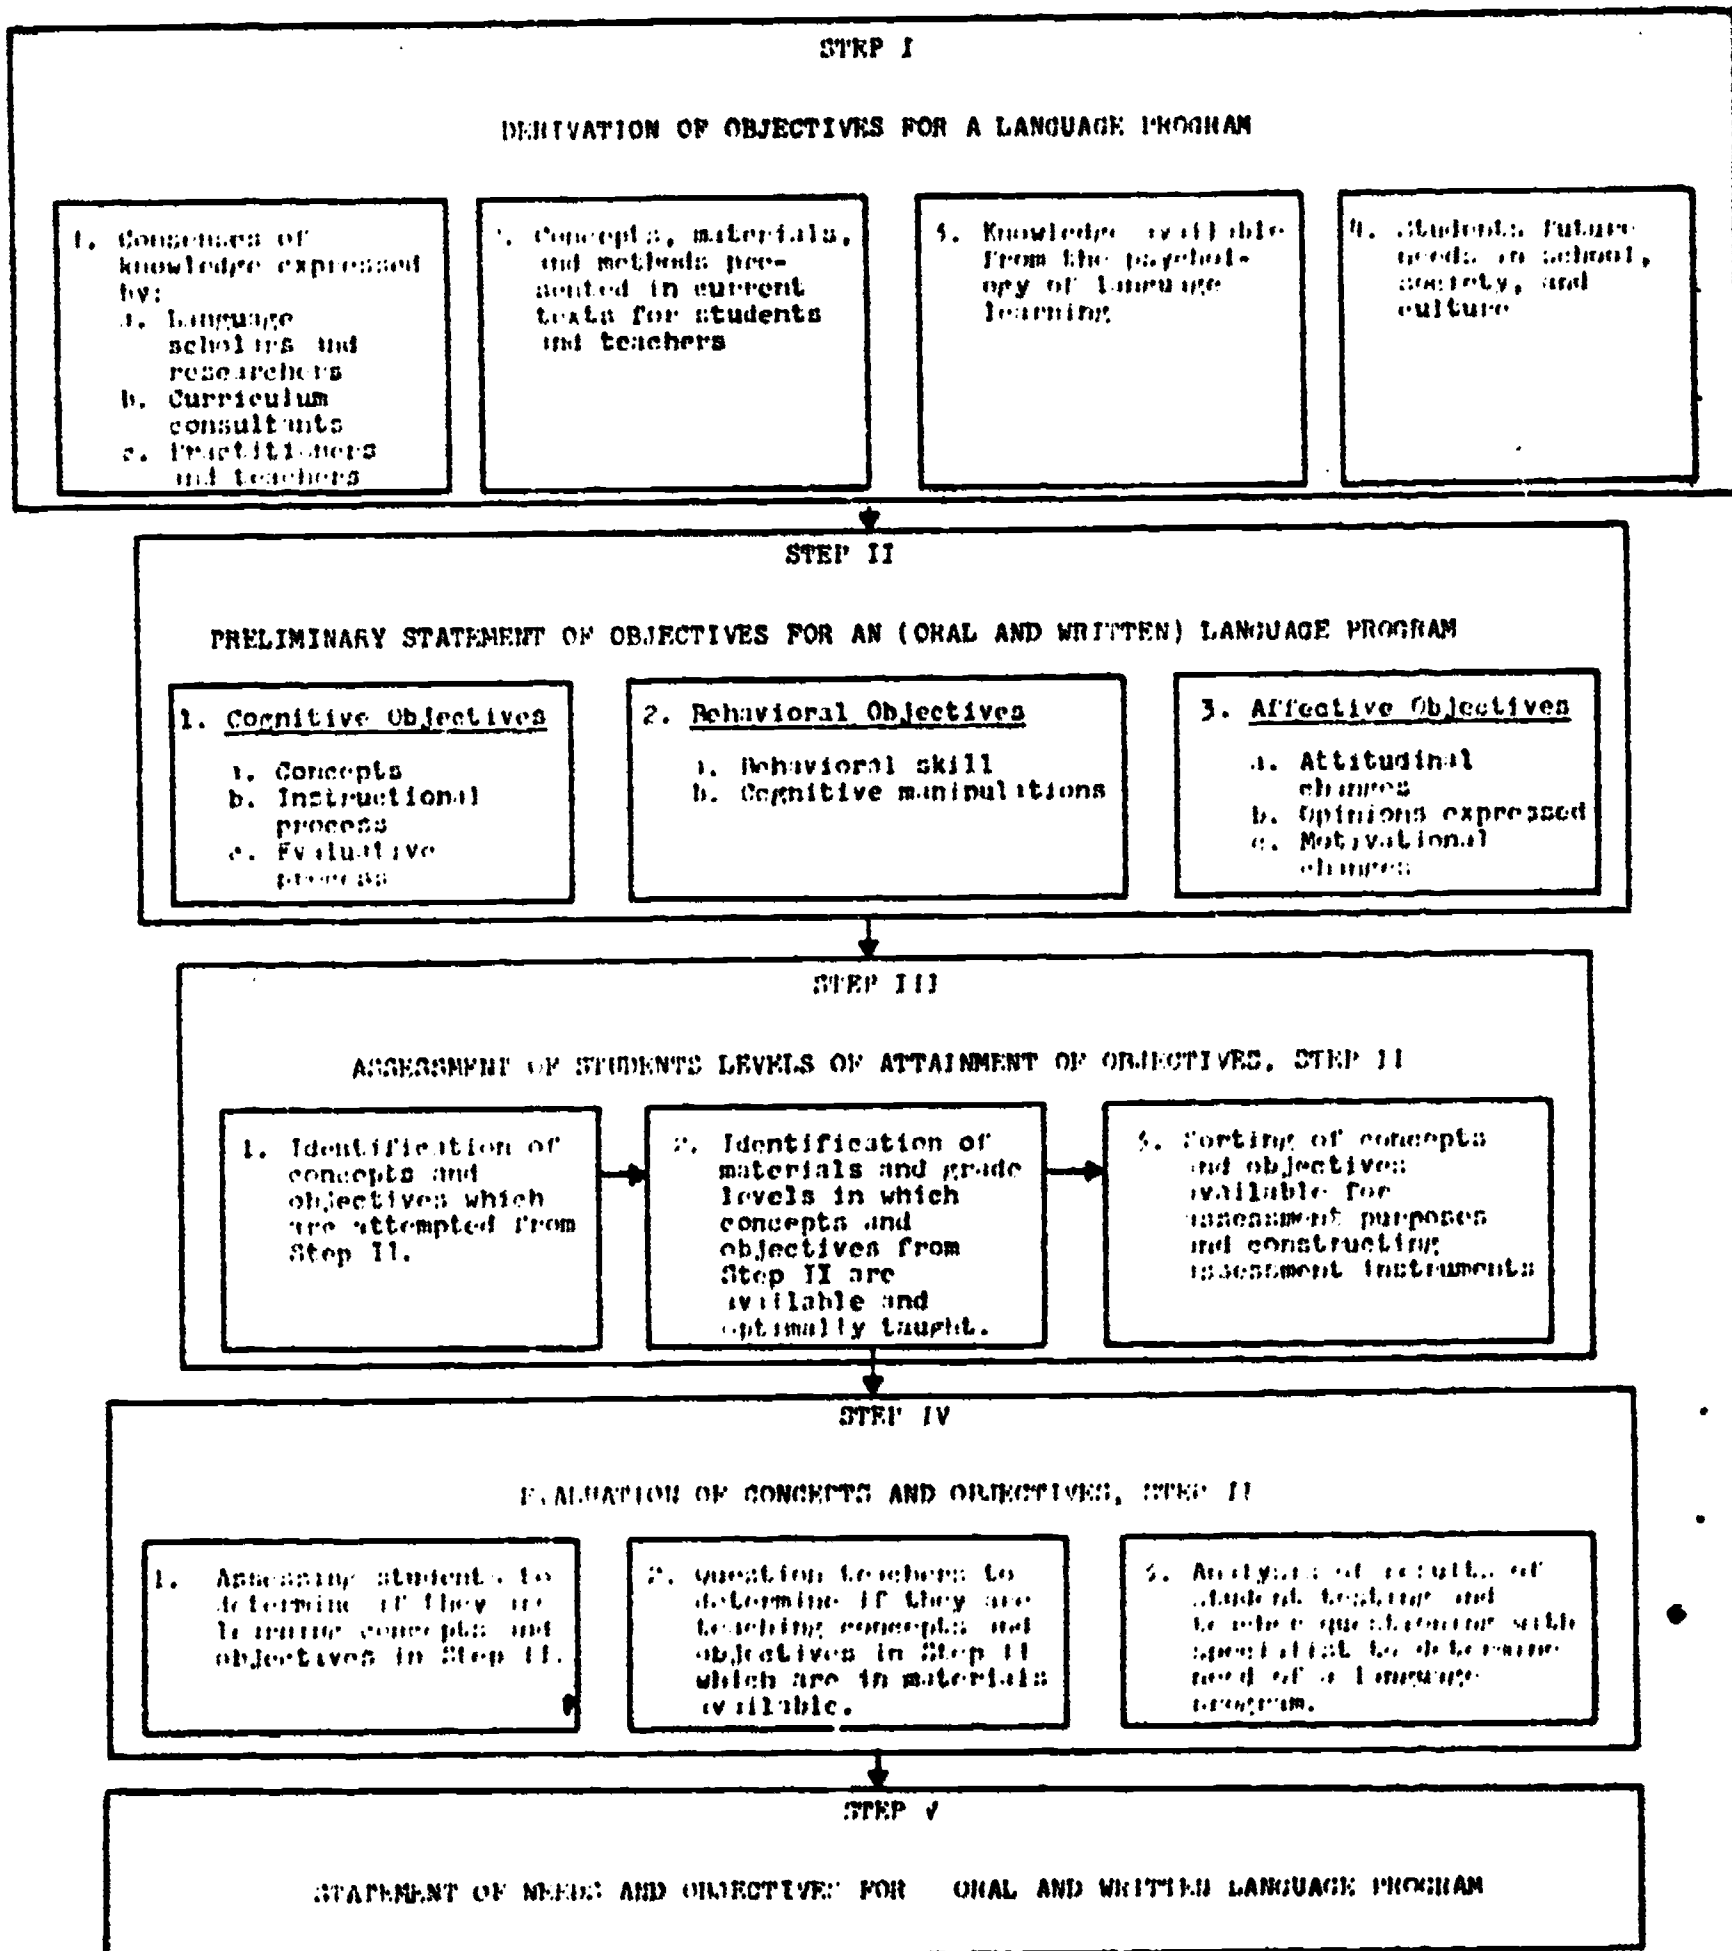 STEP I
DERIVATION OF OBJECTIVES FOR A LANGUAGE PROGRAM
1. Consenses of
knowledge expressed
by:
a. Language
scholars and
researchers
b. Curriculum
consultants
c. Practitioners
and teachers
2. Concepts, materials,
and methods pre-
sented in current
texts for students
and teachers
3. Knowledge available
from the psychol-
ogy of language
learning
4. Students future
needs in school,
society, and
culture
STEP II
PRELIMINARY STATEMENT OF OBJECTIVES FOR AN (ORAL AND WRITTEN) LANGUAGE PROGRAM
1. Cognitive Objectives
a. Concepts
b. Instructional
process
c. Evaluative
process
2. Behavioral Objectives
a. Behavioral skill
b. Cognitive manipulations
3. Affective Objectives
a. Attitudinal
changes
b. Opinions expressed
c. Motivational
changes
STEP III
ASSESSMENT OF STUDENTS LEVELS OF ATTAINMENT OF OBJECTIVES, STEP II
1. Identification of
concepts and
objectives which
are attempted from
Step II.
2. Identification of
materials and grade
levels in which
concepts and
objectives from
Step II are
available and
optimally taught.
3. Sorting of concepts
and objectives
available for
assessment purposes
and constructing
assessment instruments
STEP IV
EVALUATION OF CONCEPTS AND OBJECTIVES, STEP II
1. Assessing students to
determine if they are
learning concepts and
objectives in Step II.
2. Question teachers to
determine if they are
teaching concepts and
objectives in Step II
which are in materials
available.
3. Analysis of results of
student testing and
teacher questioning with
specialist to determine
need of a language
program.
STEP V
STATEMENT OF NEEDS AND OBJECTIVES FOR ORAL AND WRITTEN LANGUAGE PROGRAM